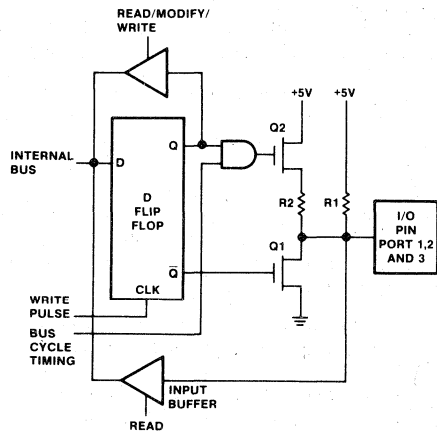 READ/MODIFY/
WRITE
+5V
+5V
Q2
Q
INTERNAL
BUS
D
D
FLIP
FLOP
R2
R1
I/O
PIN
PORT 1,2
AND 3
Q1
Q̅
CLK
WRITE
PULSE
BUS
CYCLE
TIMING
INPUT
BUFFER
READ